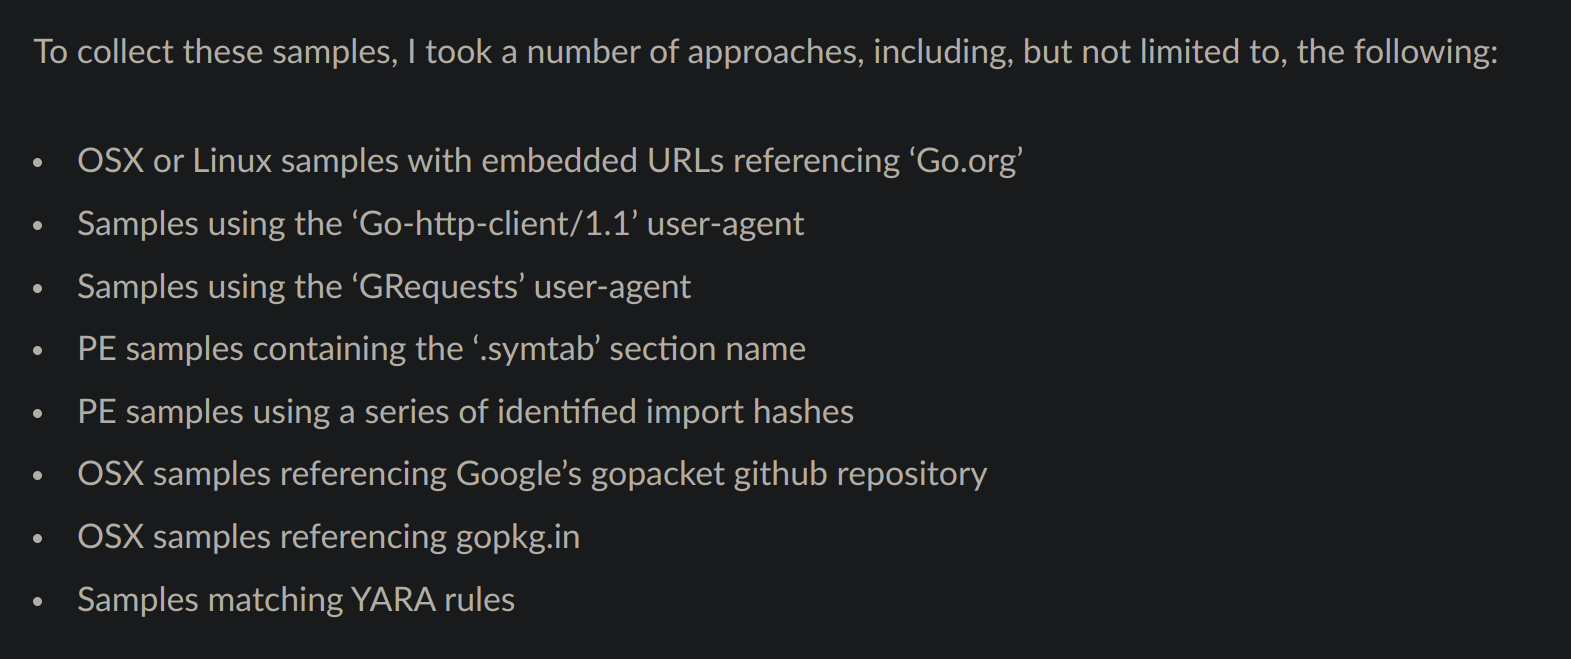 To collect these samples, I took a number of approaches, including, but not limited to, the following:
• OSX or Linux samples with embedded URLs referencing ‘Go.org’
• Samples using the ‘Go-http-client/1.1’ user-agent
• Samples using the ‘GRequests’ user-agent
• PE samples containing the ‘.symtab’ section name
• PE samples using a series of identified import hashes
• OSX samples referencing Google’s gopacket github repository
• OSX samples referencing gopkg.in
• Samples matching YARA rules